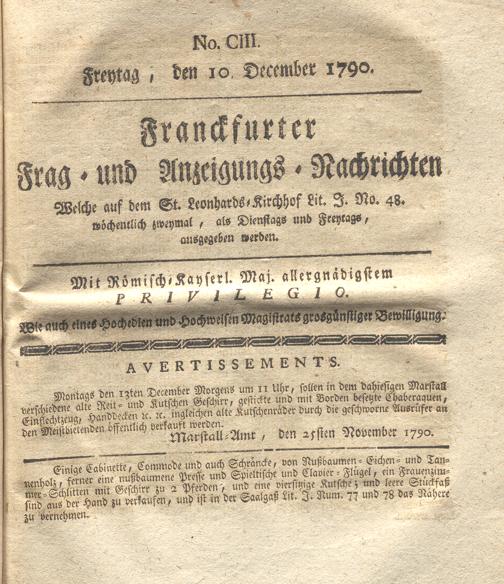 No. CIII.
Freytag, den 10. December 1790.
Franckfurter
Frag - und Anzeigungs - Nachrichten
Welche auf dem St. Leonhards-Kirchhof Lit. J. No. 48.
wöchentlich zweymal, als Dienstags und Freytags,
ausgegeben werden.
Mit Römisch-Kayserl. Maj. allergnädigstem
PRIVILEGIO.
Wie auch eines Hochedlen und Hochweisen Magistrats grosgünstiger Bewilligung.
AVERTISSEMENTS.
Montags den 13ten December Morgens um 11 Uhr, sollen in dem dahiesigen Marstall
verschiedene alte Reit- und Kutschen Geschirr, gestickte und mit Borden besetzte Chaberaquen,
Einflechtzeug, Handdecken ꝛc. ꝛc. ingleichen alte Kutschenräder durch die geschworne Ausrufer an
den Meistbietenden öffentlich verkauft werden.
Marstall-Amt, den 25sten November 1790.
Einige Cabinette, Commode und auch Schräncke, von Nußbaumen- Eichen- und Tan-
nenholz, ferner eine nußbaumene Presse und Spieltische und Clavier-Flügel, ein Frauenzim-
mer-Schlitten mit Geschirr zu 2 Pferden, und eine viersitzige Kutsche; und leere Stückfaß
sind aus der Hand zu verkaufen, und ist in der Saalgaß Lit. J. Num. 77 und 78 das Nähere
zu vernehmen.